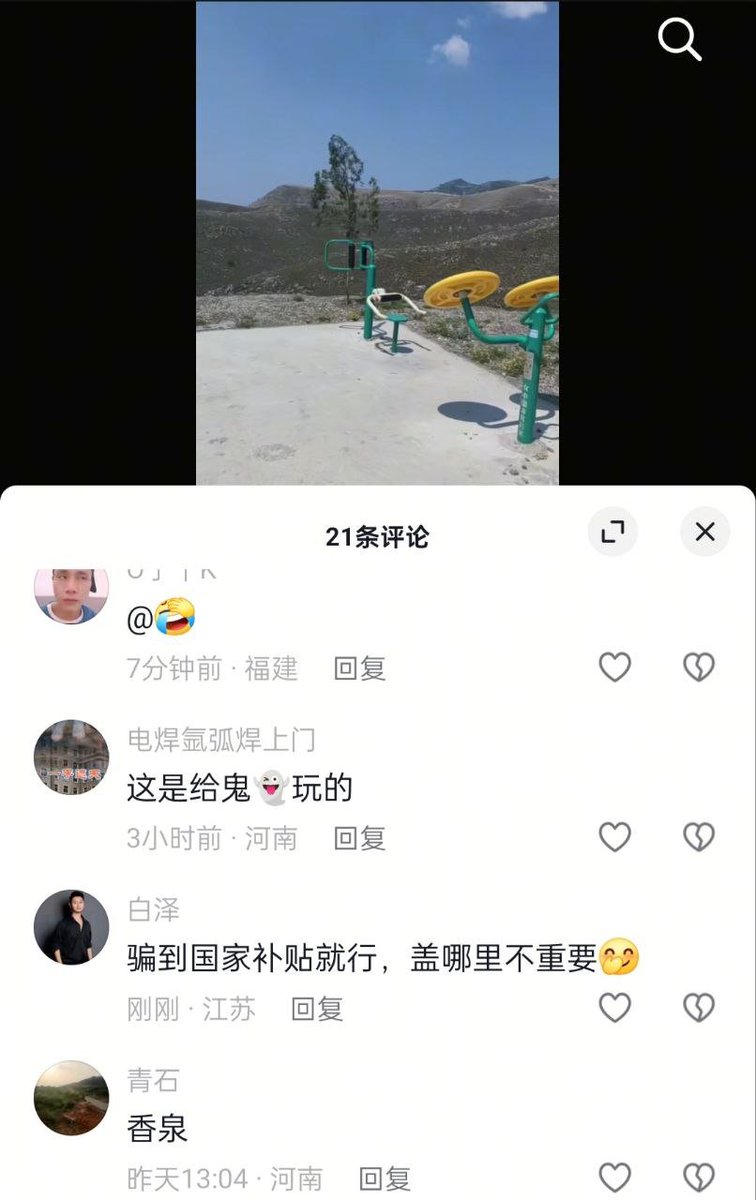 21条评论
@😂
7分钟前 · 福建 回复
电焊氩弧焊上门
这是给鬼👻玩的
3小时前 · 河南 回复
白泽
骗到国家补贴就行，盖哪里不重要🤭
刚刚 · 江苏 回复
青石
香泉
昨天13:04 · 河南 回复